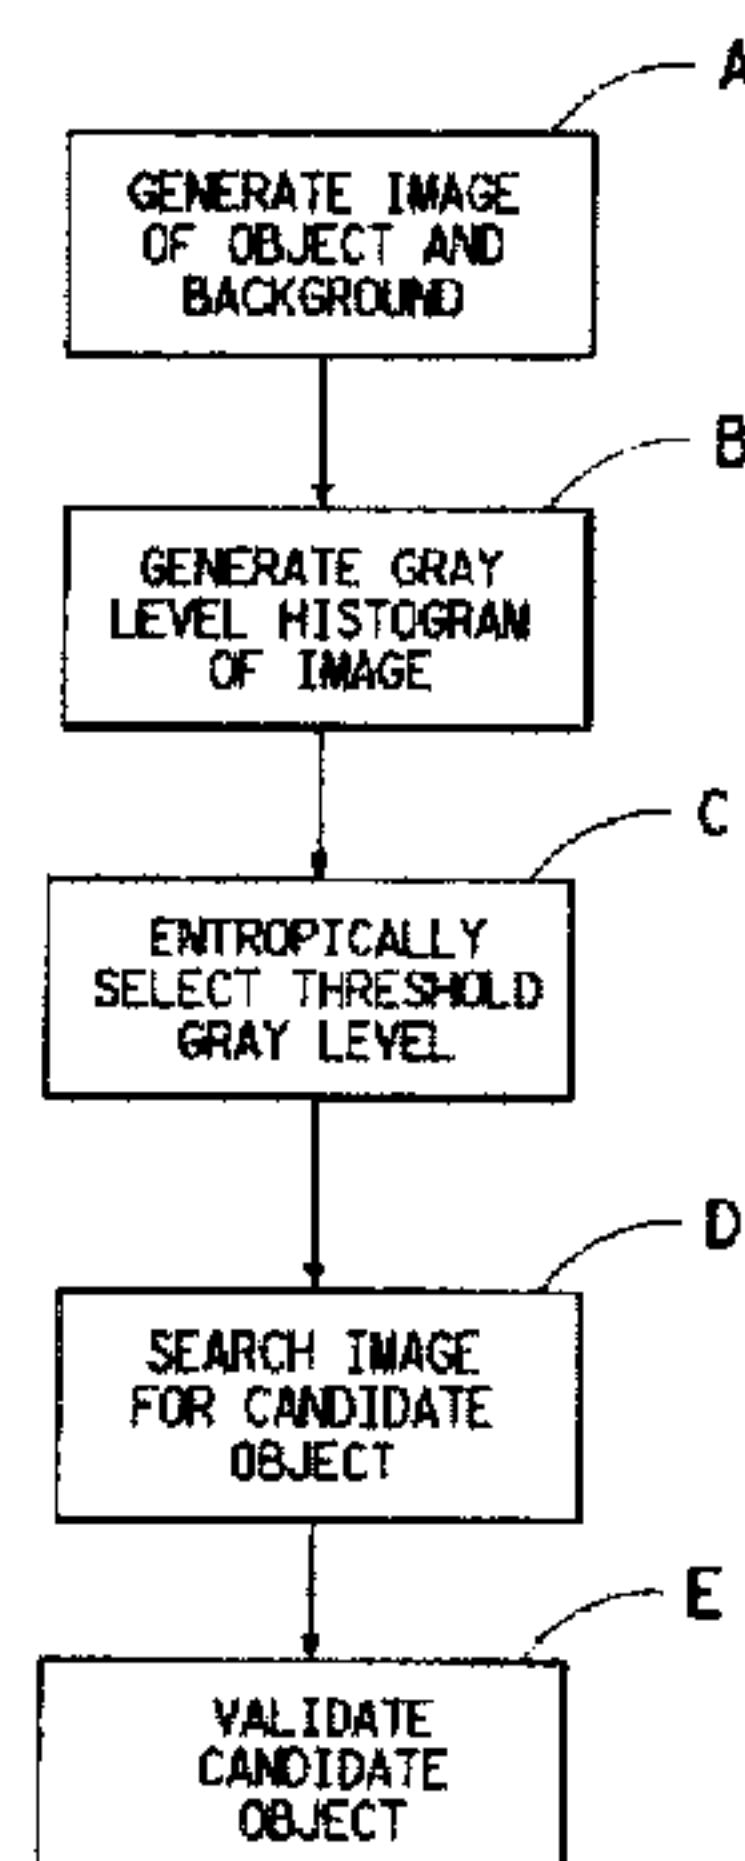 A
GENERATE IMAGE
OF OBJECT AND
BACKGROUND
B
GENERATE GRAY
LEVEL HISTOGRAM
OF IMAGE
C
ENTROPICALLY
SELECT THRESHOLD
GRAY LEVEL
D
SEARCH IMAGE
FOR CANDIDATE
OBJECT
E
VALIDATE
CANDIDATE
OBJECT